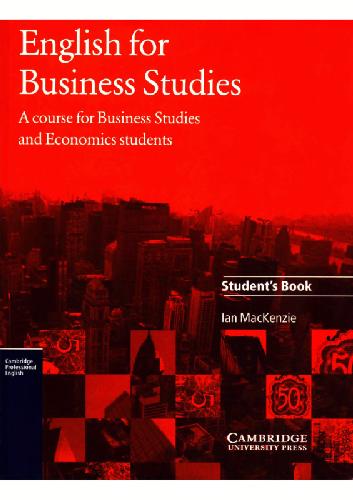 English for
Business Studies
A course for Business Studies
and Economics students
Student's Book
Ian MacKenzie
Cambridge
Professional
English
50
CAMBRIDGE
UNIVERSITY PRESS